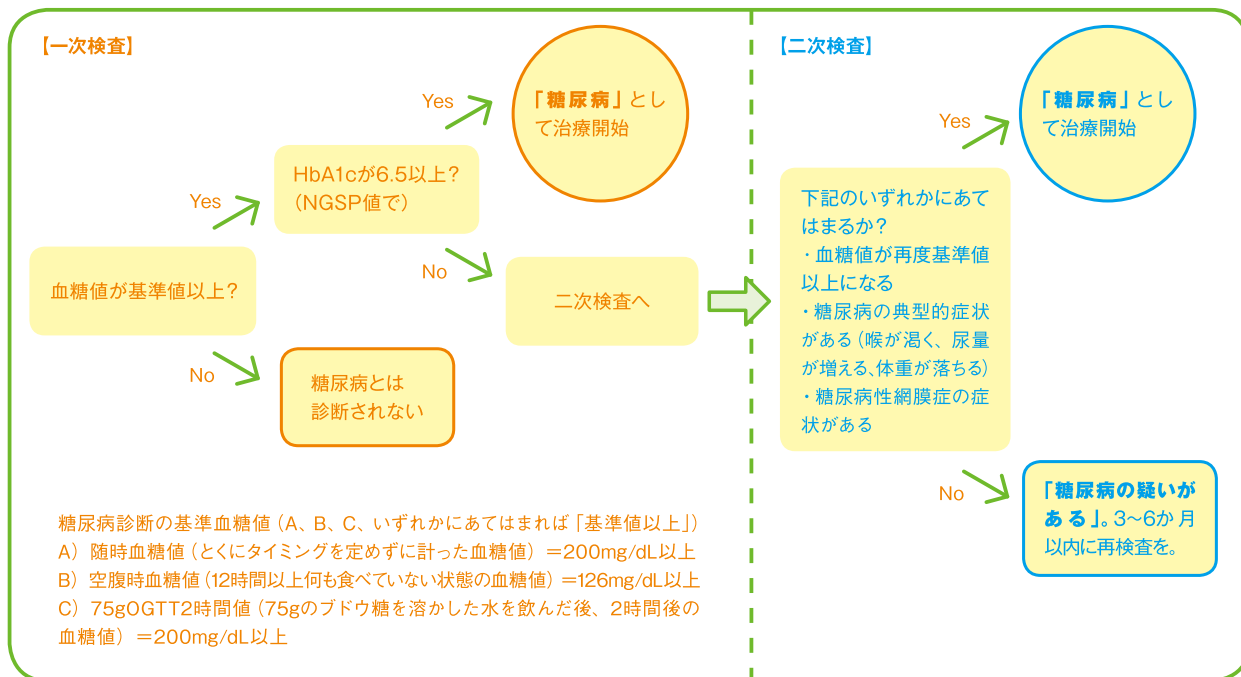 【一次検査】
Yes
「糖尿病」とし
て治療開始
HbA1cが6.5以上？
（NGSP値で）
Yes
No
血糖値が基準値以上？
二次検査へ
No
糖尿病とは
診断されない
糖尿病診断の基準血糖値（A、B、C、いずれかにあてはまれば「基準値以上」）
A）随時血糖値（とくにタイミングを定めずに計った血糖値）＝200mg/dL以上
B）空腹時血糖値（12時間以上何も食べていない状態の血糖値）＝126mg/dL以上
C）75gOGTT2時間値（75gのブドウ糖を溶かした水を飲んだ後、2時間後の
血糖値）＝200mg/dL以上
【二次検査】
Yes
「糖尿病」とし
て治療開始
下記のいずれかにあて
はまるか？
・血糖値が再度基準値
以上になる
・糖尿病の典型的症状
がある（喉が渇く、尿量
が増える、体重が落ちる）
・糖尿病性網膜症の症
状がある
No
「糖尿病の疑いが
ある」。3〜6か月
以内に再検査を。